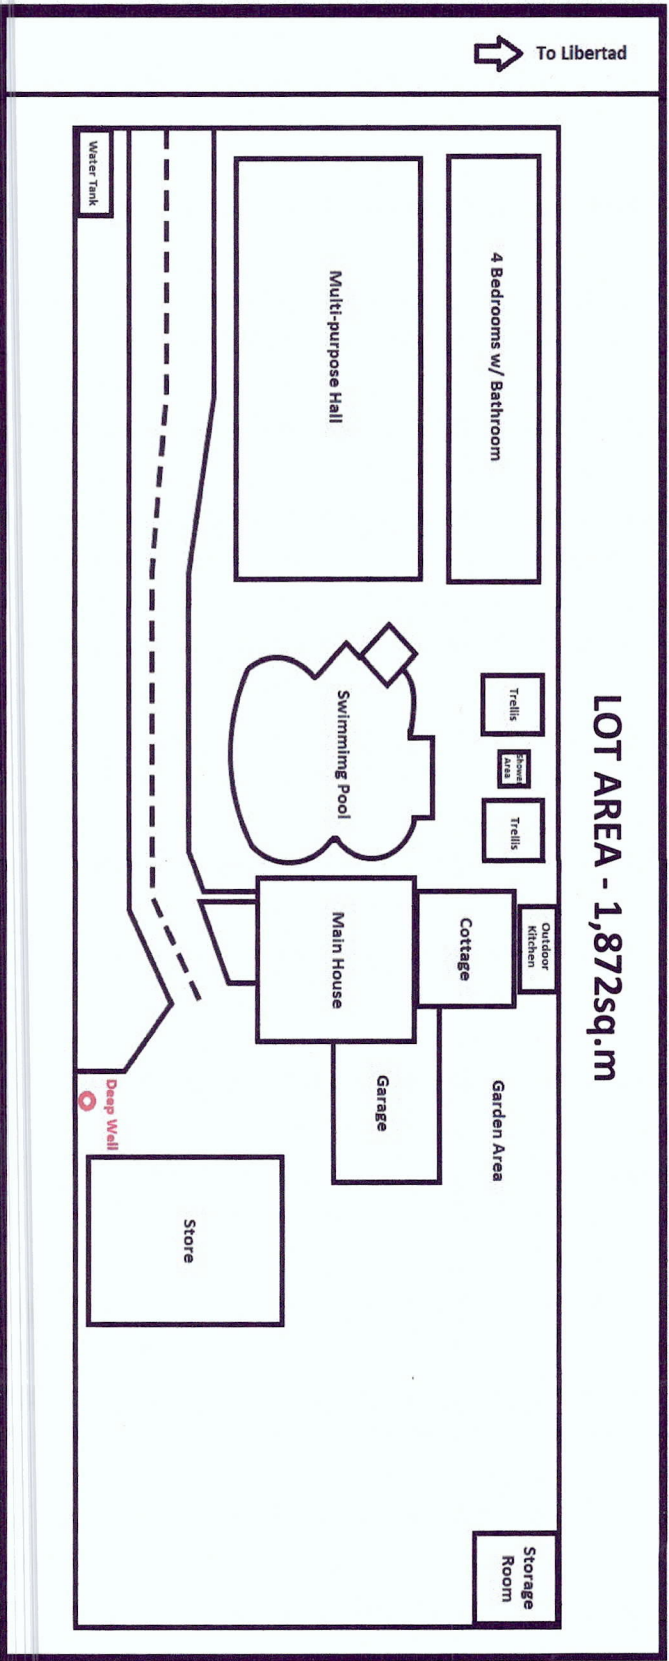 To Libertad
LOT AREA - 1,872sq.m
Water Tank
Multi-purpose Hall
4 Bedrooms w/ Bathroom
Swimmimg Pool
Trellis
Shower
Area
Trellis
Main House
Cottage
Outdoor
Kitchen
Garage
Garden Area
Deep Well
Store
Storage
Room